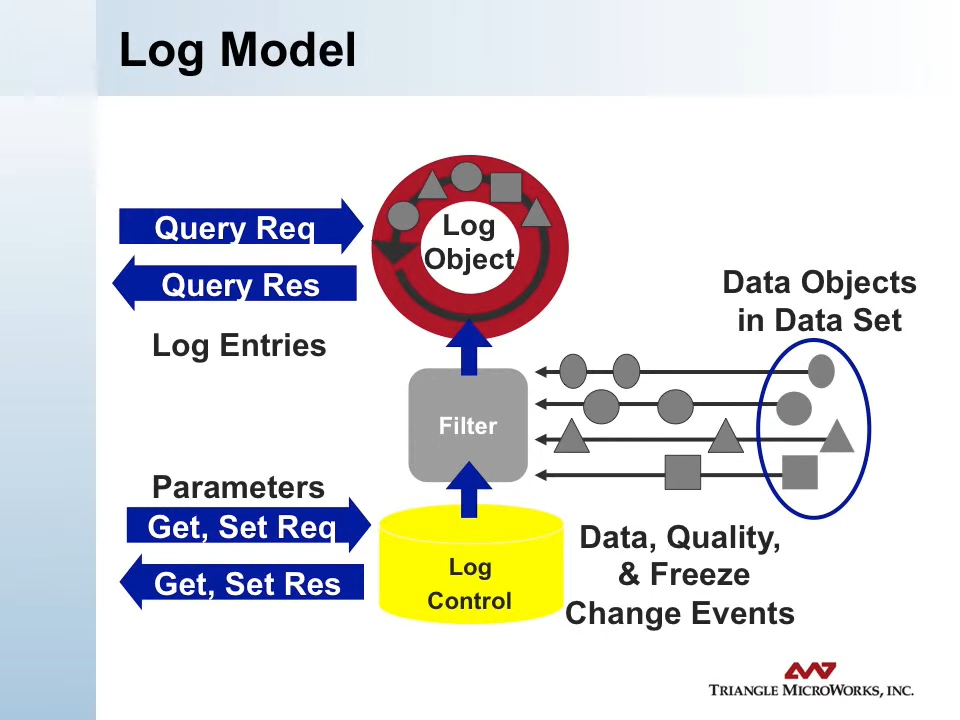 Log Model
Query Req
Query Res
Log Entries
Log
Object
Data Objects
in Data Set
Filter
Parameters
Get, Set Req
Get, Set Res
Log
Control
Data, Quality,
& Freeze
Change Events
TRIANGLE MICROWORKS, INC.